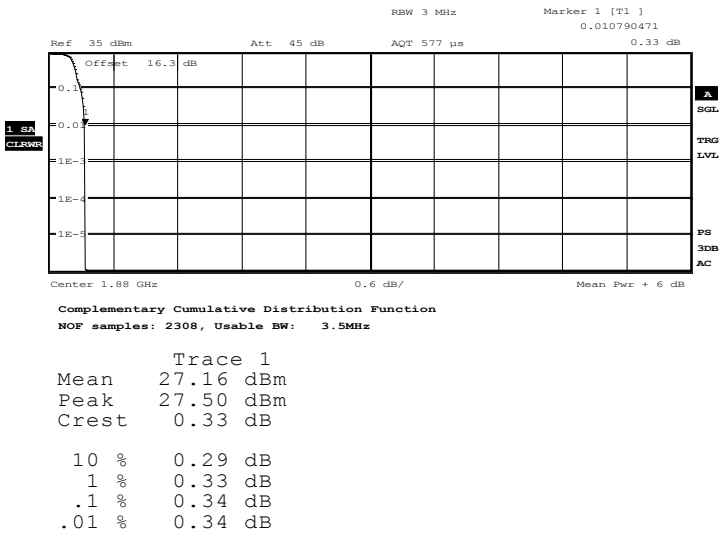 RBW 3 MHz Marker 1 [T1 ]
0.010790471
Ref 35 dBm Att 45 dB AQT 577 µs 0.33 dB
Offset 16.3 dB
0.1
A
SGL
1
0.01
1 SA
CLRWR
TRG
LVL
1E-3
1E-4
1E-5
PS
3DB
AC
Center 1.88 GHz 0.6 dB/ Mean Pwr + 6 dB
Complementary Cumulative Distribution Function
NOF samples: 2308, Usable BW: 3.5MHz
Trace 1
Mean 27.16 dBm
Peak 27.50 dBm
Crest 0.33 dB
10 % 0.29 dB
1 % 0.33 dB
.1 % 0.34 dB
.01 % 0.34 dB